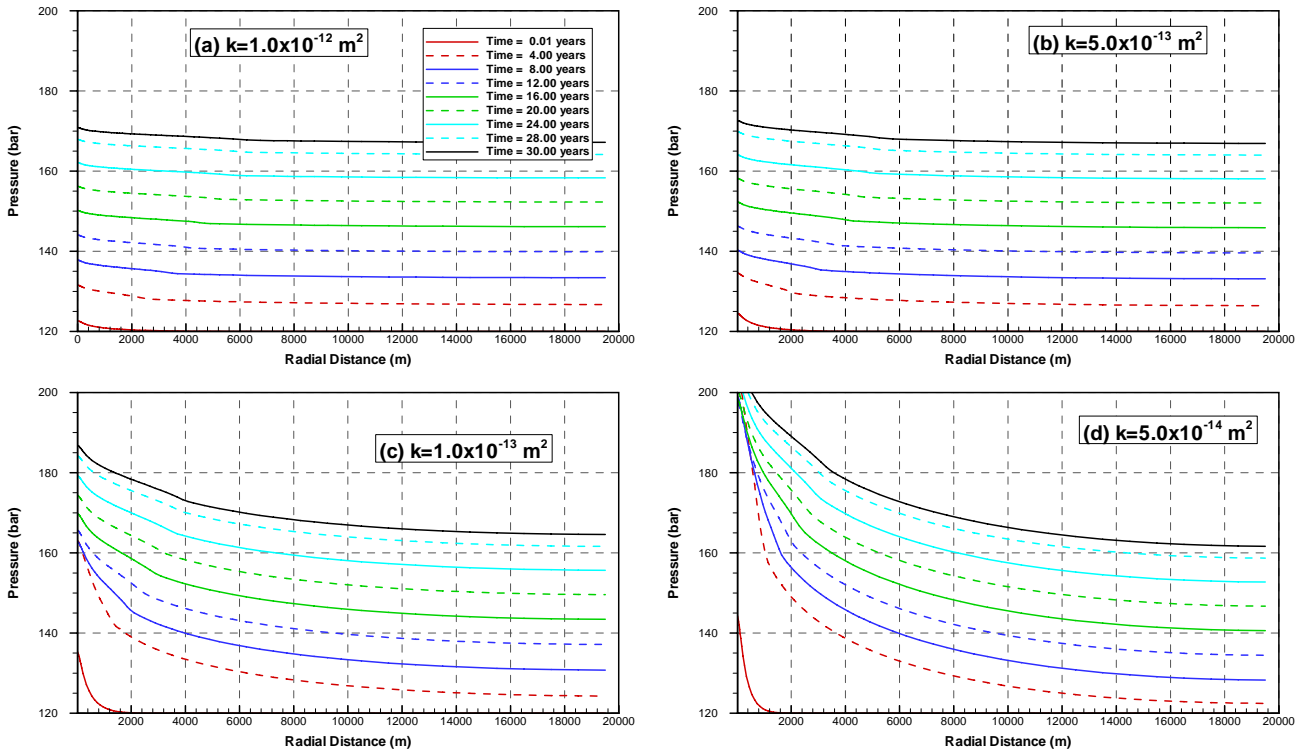 200
180
160
140
120
Pressure (bar)
(a) k=1.0x10⁻¹² m²
Time = 0.01 years
Time = 4.00 years
Time = 8.00 years
Time = 12.00 years
Time = 16.00 years
Time = 20.00 years
Time = 24.00 years
Time = 28.00 years
Time = 30.00 years
0 2000 4000 6000 8000 10000 12000 14000 16000 18000 20000
Radial Distance (m)
200
180
160
140
120
Pressure (bar)
(b) k=5.0x10⁻¹³ m²
2000 4000 6000 8000 10000 12000 14000 16000 18000 20000
Radial Distance (m)
200
180
160
140
120
Pressure (bar)
(c) k=1.0x10⁻¹³ m²
2000 4000 6000 8000 10000 12000 14000 16000 18000 20000
Radial Distance (m)
200
180
160
140
120
Pressure (bar)
(d) k=5.0x10⁻¹⁴ m²
2000 4000 6000 8000 10000 12000 14000 16000 18000 20000
Radial Distance (m)